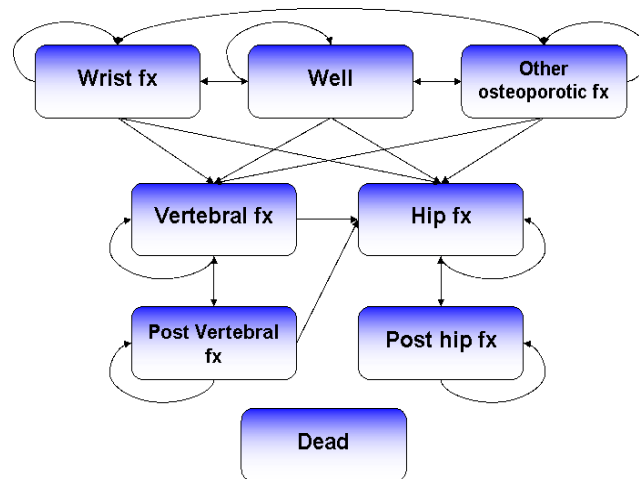 Wrist fx
Well
Other
osteoporotic fx
Vertebral fx
Hip fx
Post Vertebral
fx
Post hip fx
Dead